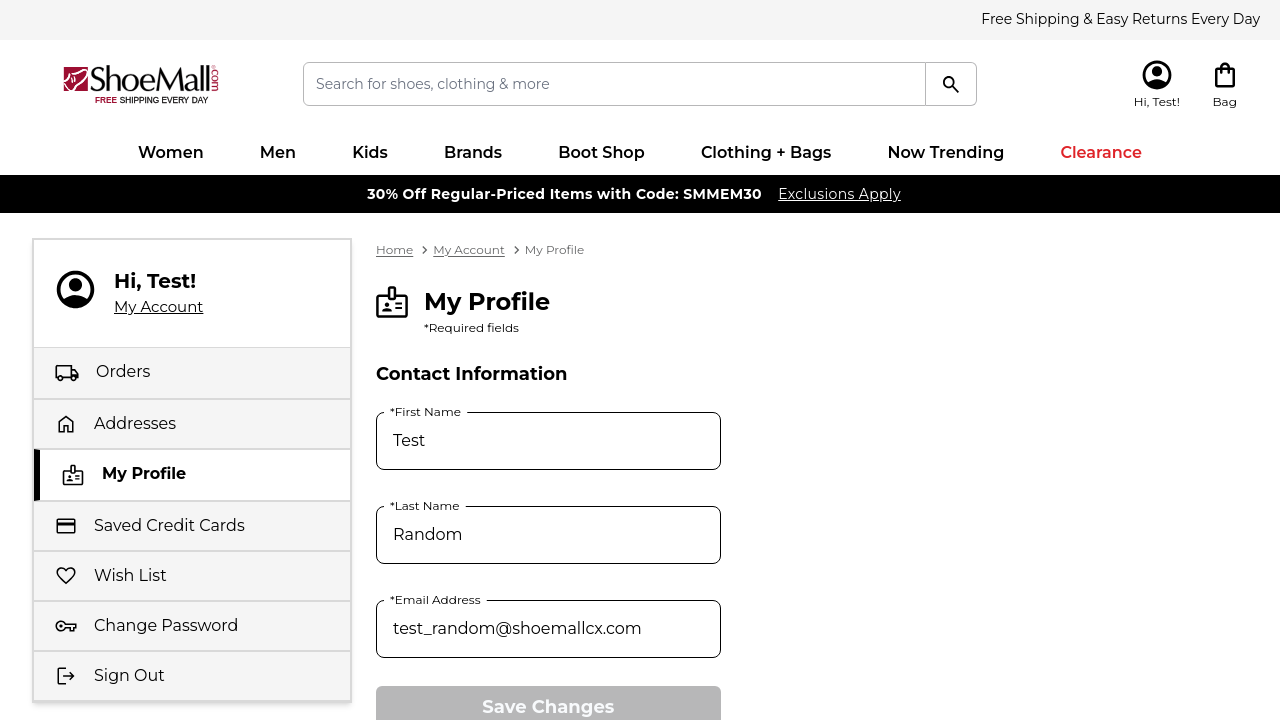 Free Shipping & Easy Returns Every Day
ShoeMall.com
FREE SHIPPING EVERY DAY
Search for shoes, clothing & more
Hi, Test!
Bag
Women
Men
Kids
Brands
Boot Shop
Clothing + Bags
Now Trending
Clearance
30% Off Regular-Priced Items with Code: SMMEM30 Exclusions Apply
Hi, Test!
My Account
Orders
Addresses
My Profile
Saved Credit Cards
Wish List
Change Password
Sign Out
Home > My Account > My Profile
My Profile
*Required fields
Contact Information
*First Name
Test
*Last Name
Random
*Email Address
test_random@shoemallcx.com
Save Changes